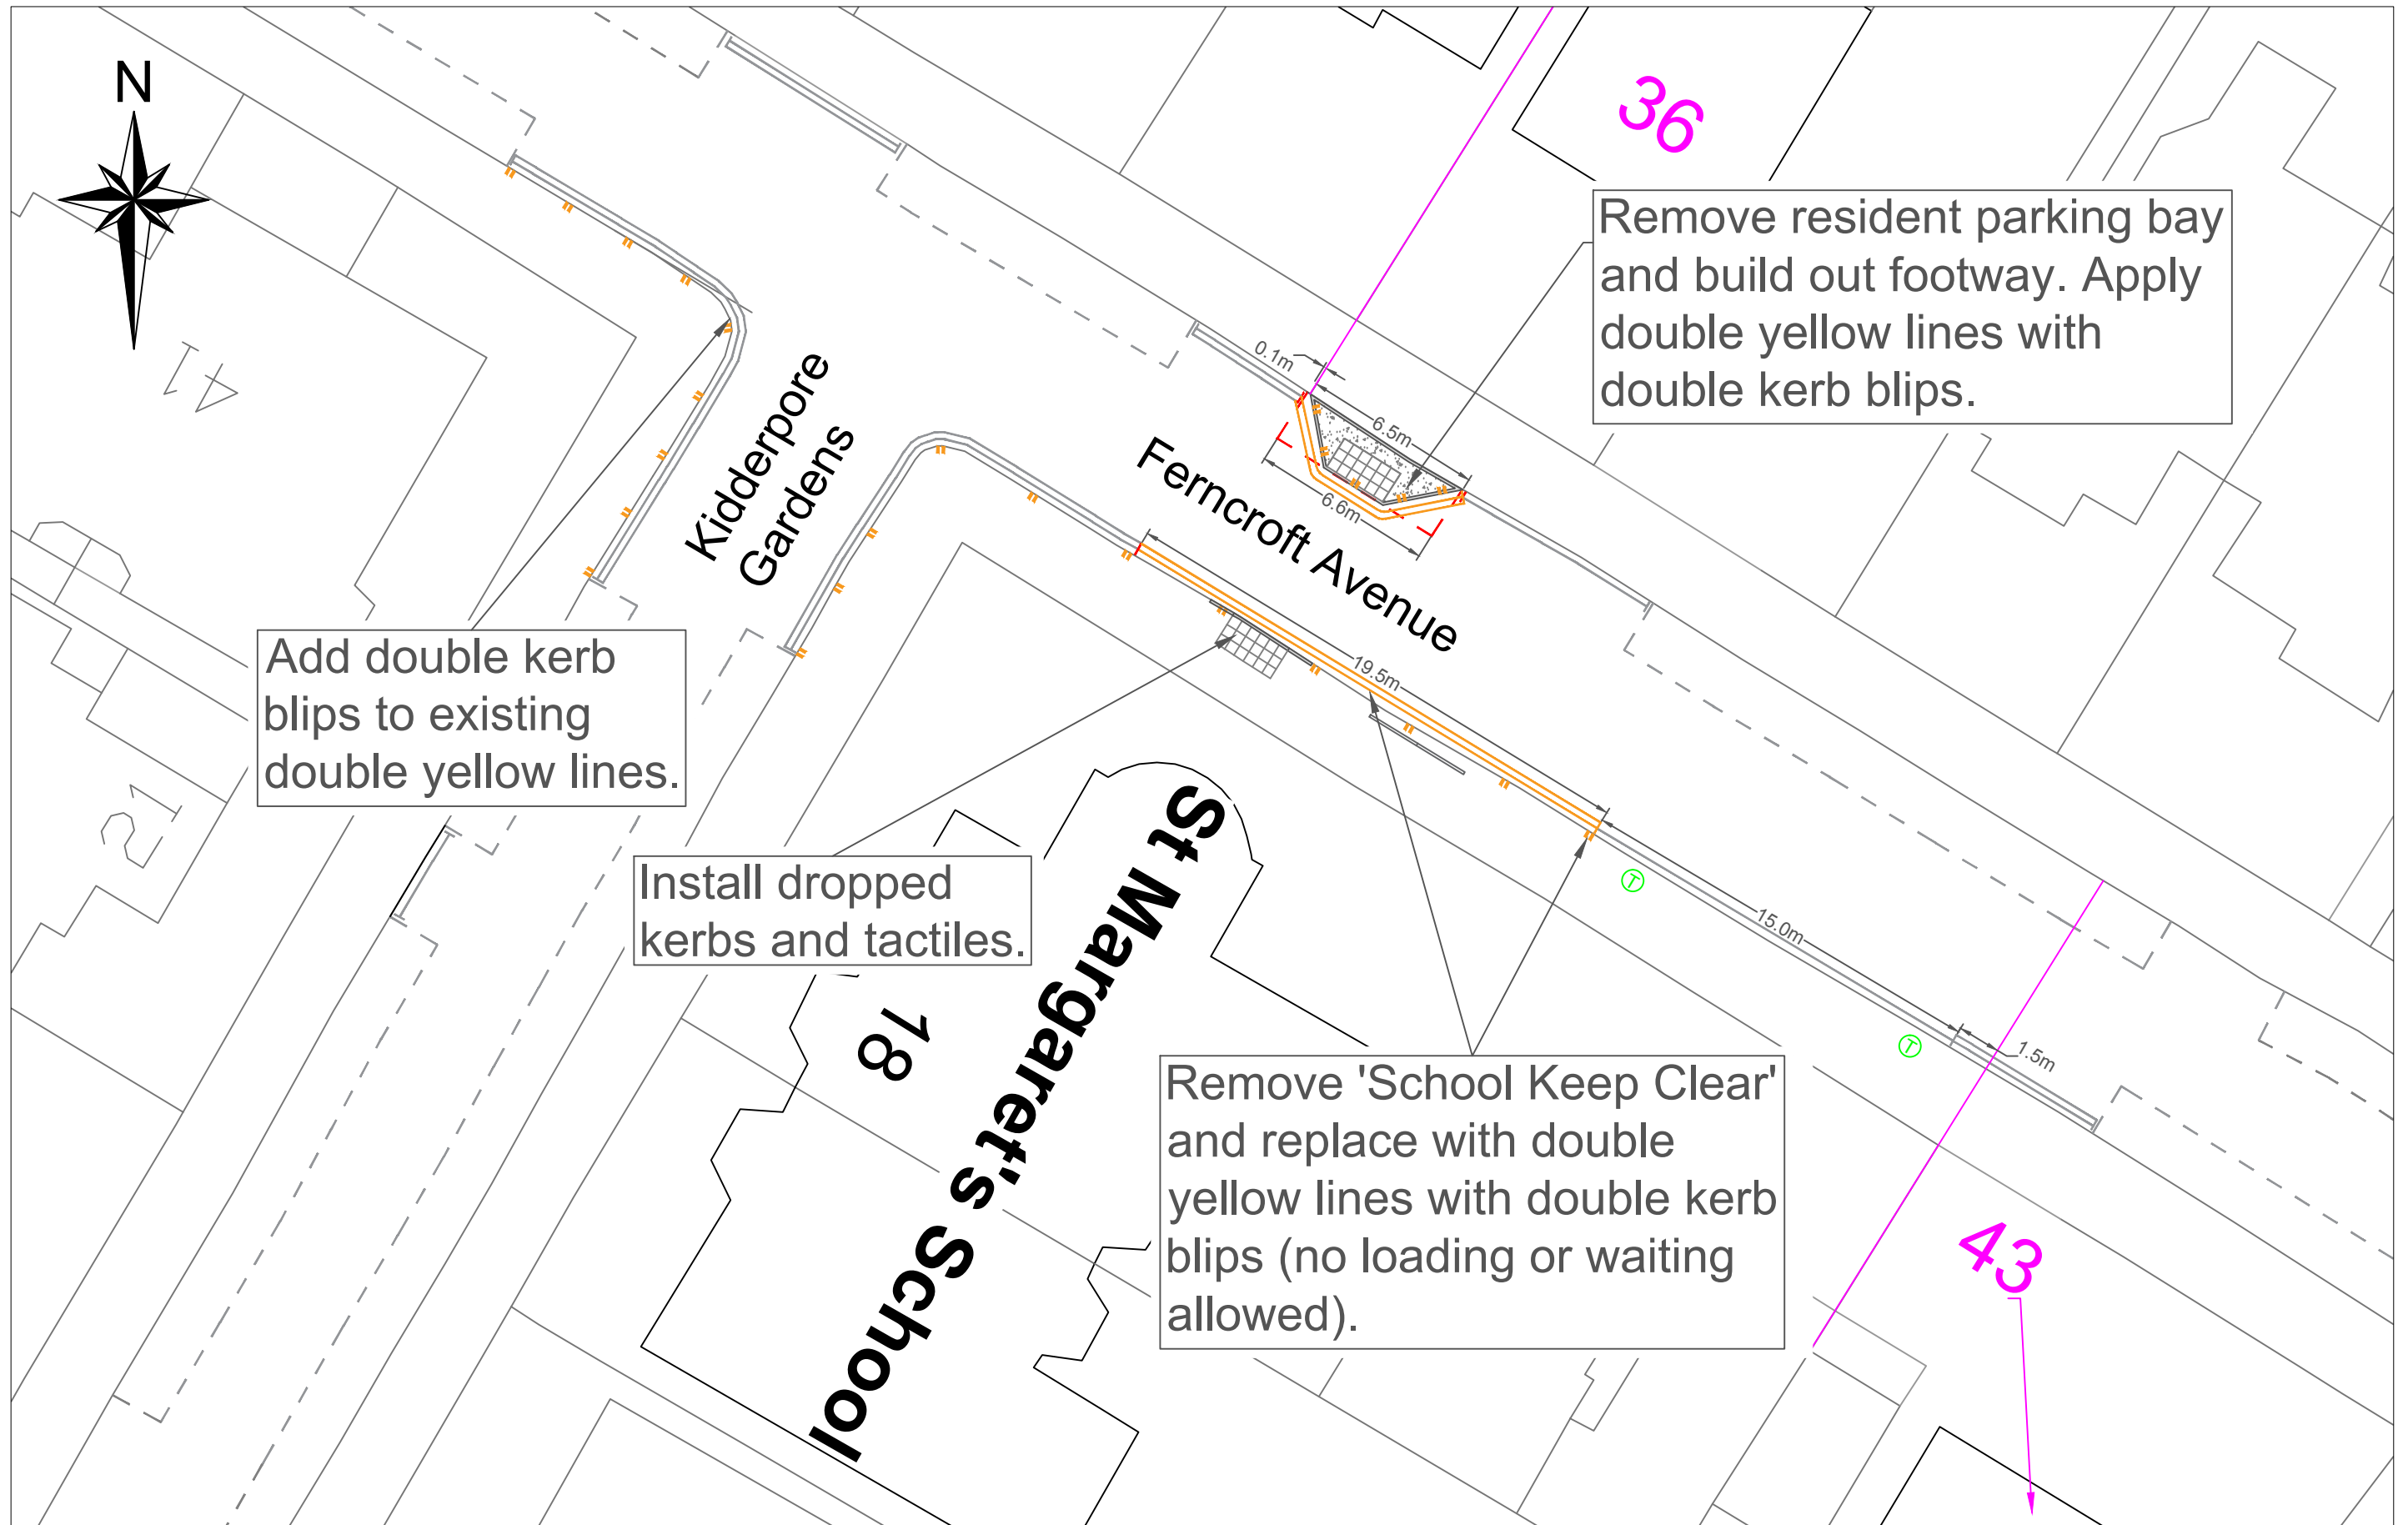 N
36
Remove resident parking bay
and build out footway. Apply
double yellow lines with
double kerb blips.
0.1m
6.5m
6.6m
41
Kidderpore
Gardens
Ferncroft Avenue
Add double kerb
blips to existing
double yellow lines.
19.5m
21
Install dropped
kerbs and tactiles.
St Margaret's School
18
T
15.0m
T
1.5m
Remove 'School Keep Clear'
and replace with double
yellow lines with double kerb
blips (no loading or waiting
allowed).
43